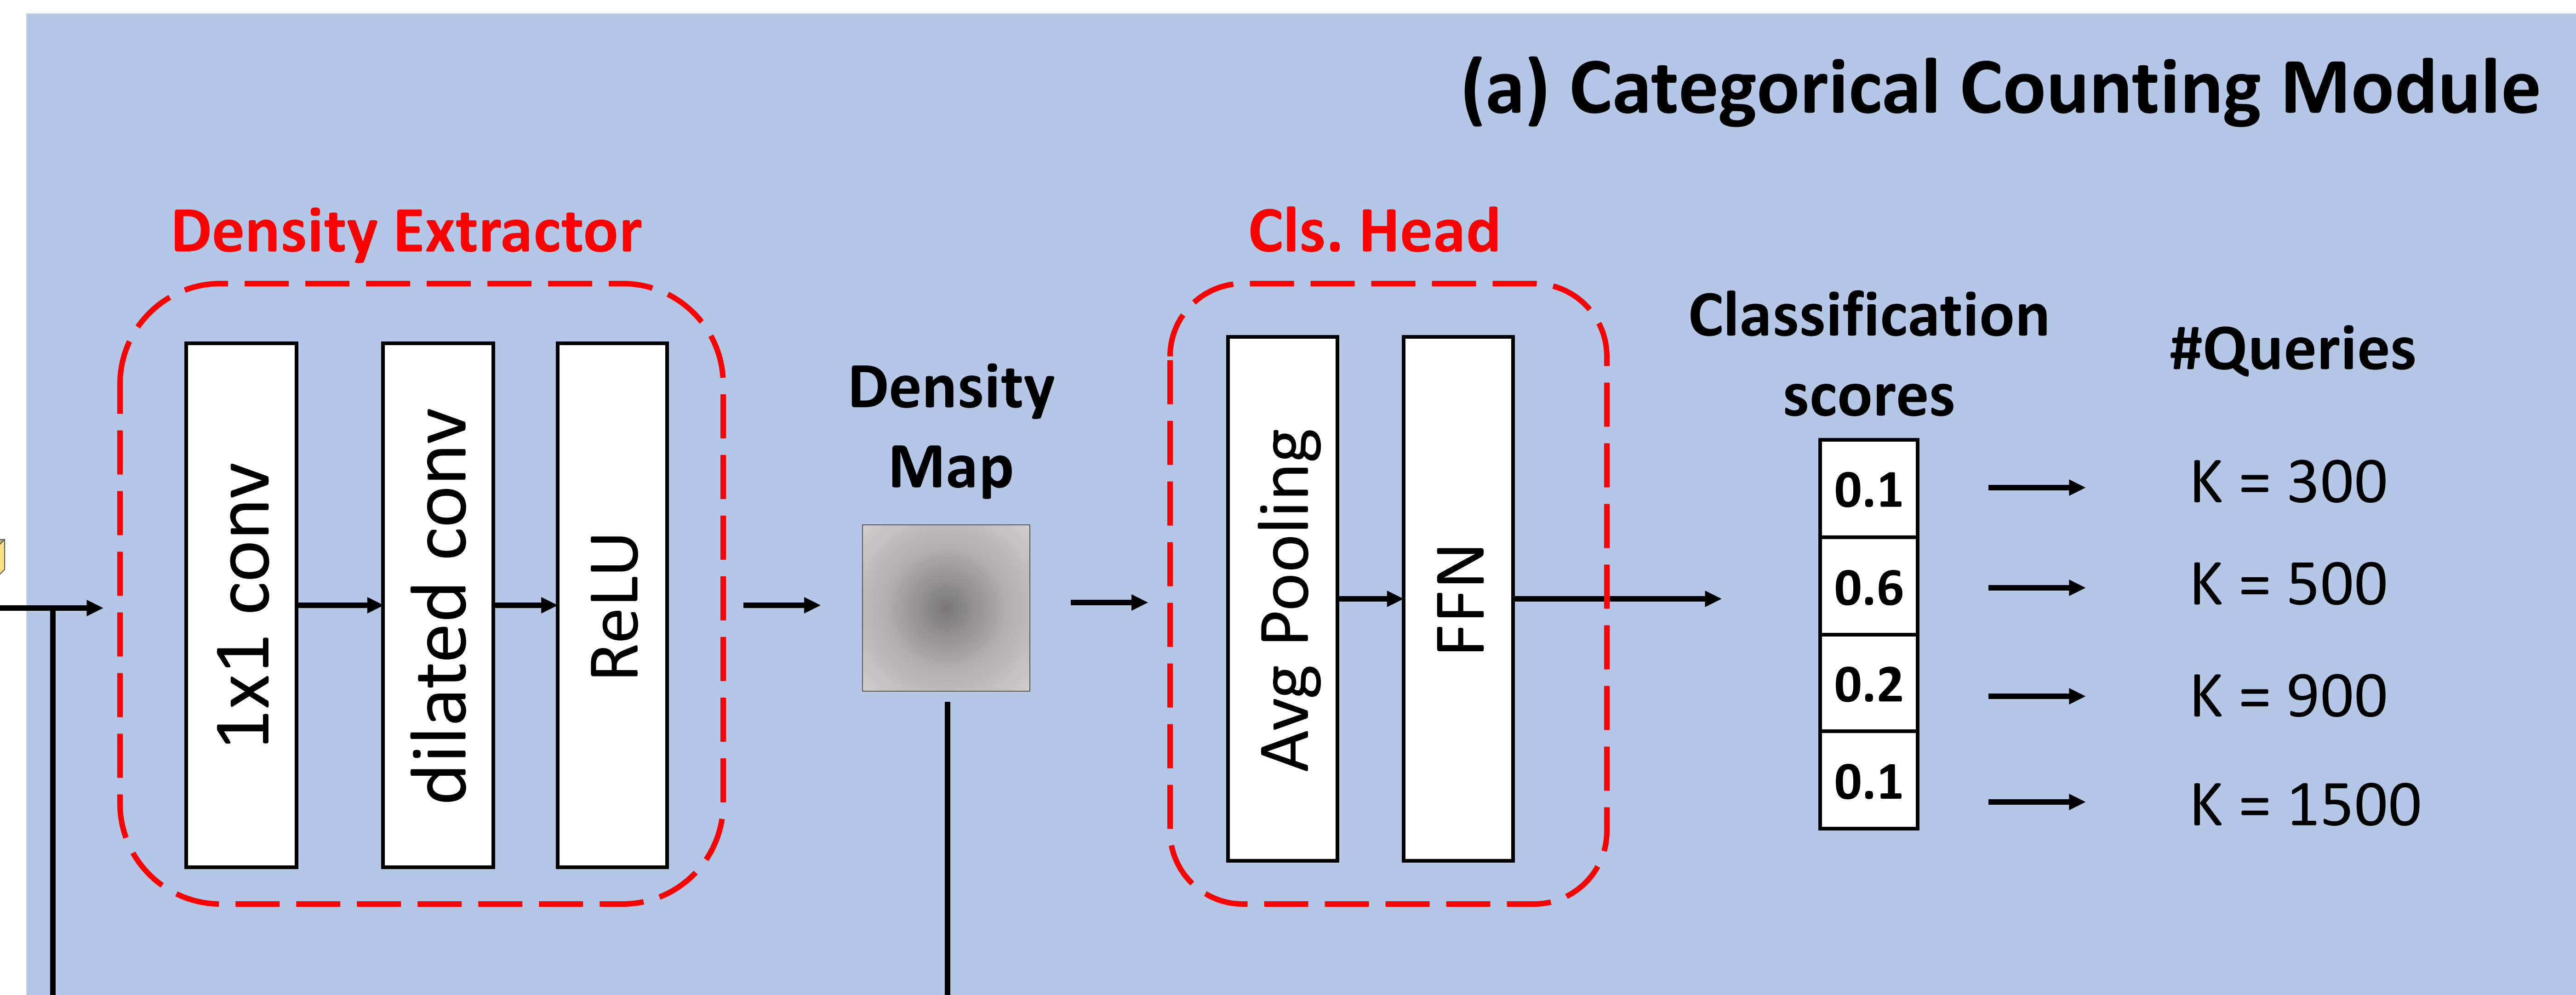 (a) Categorical Counting Module
Density Extractor
1x1 conv
dilated conv
ReLU
Density
Map
Cls. Head
Avg Pooling
FFN
Classification
scores
0.1
0.6
0.2
0.1
#Queries
K = 300
K = 500
K = 900
K = 1500